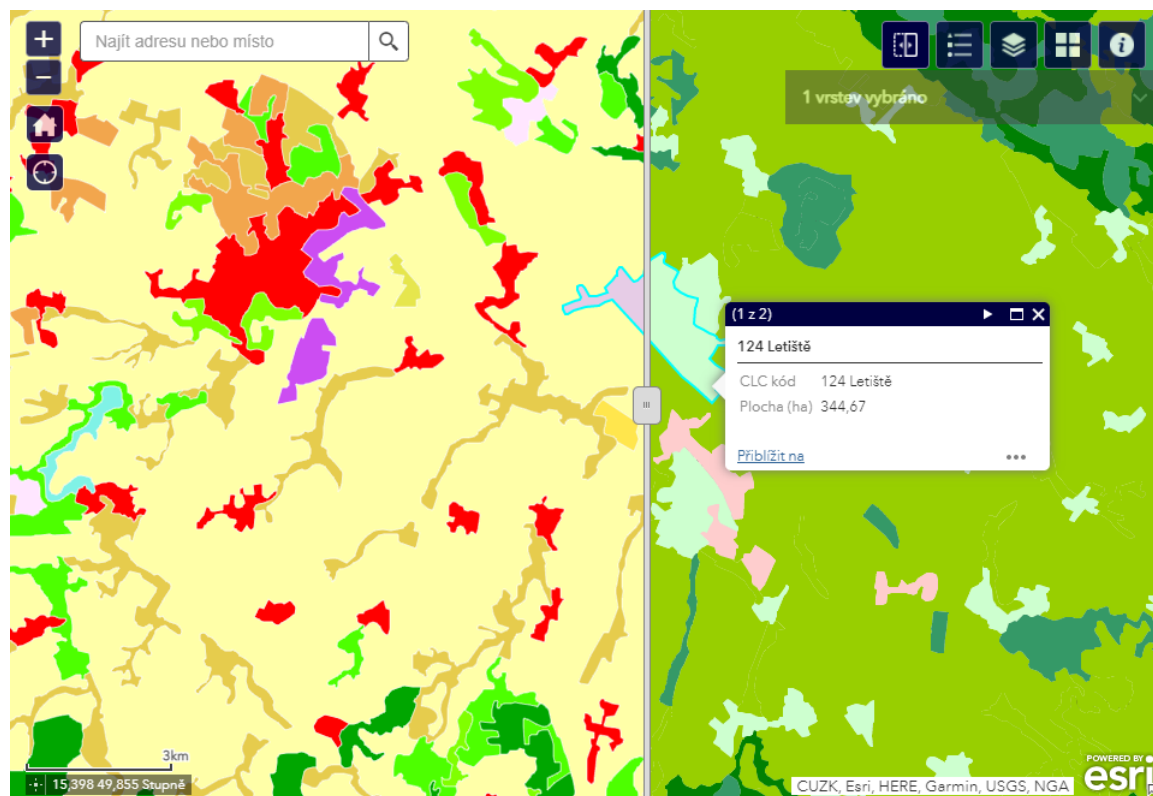 +
Najít adresu nebo místo
−
1 vrstev vybráno
(1 z 2)
124 Letiště
CLC kód 124 Letiště
Plocha (ha) 344,67
Přiblížit na
3km
15,398 49,855 Stupně
POWERED BY
esri
CUZK, Esri, HERE, Garmin, USGS, NGA